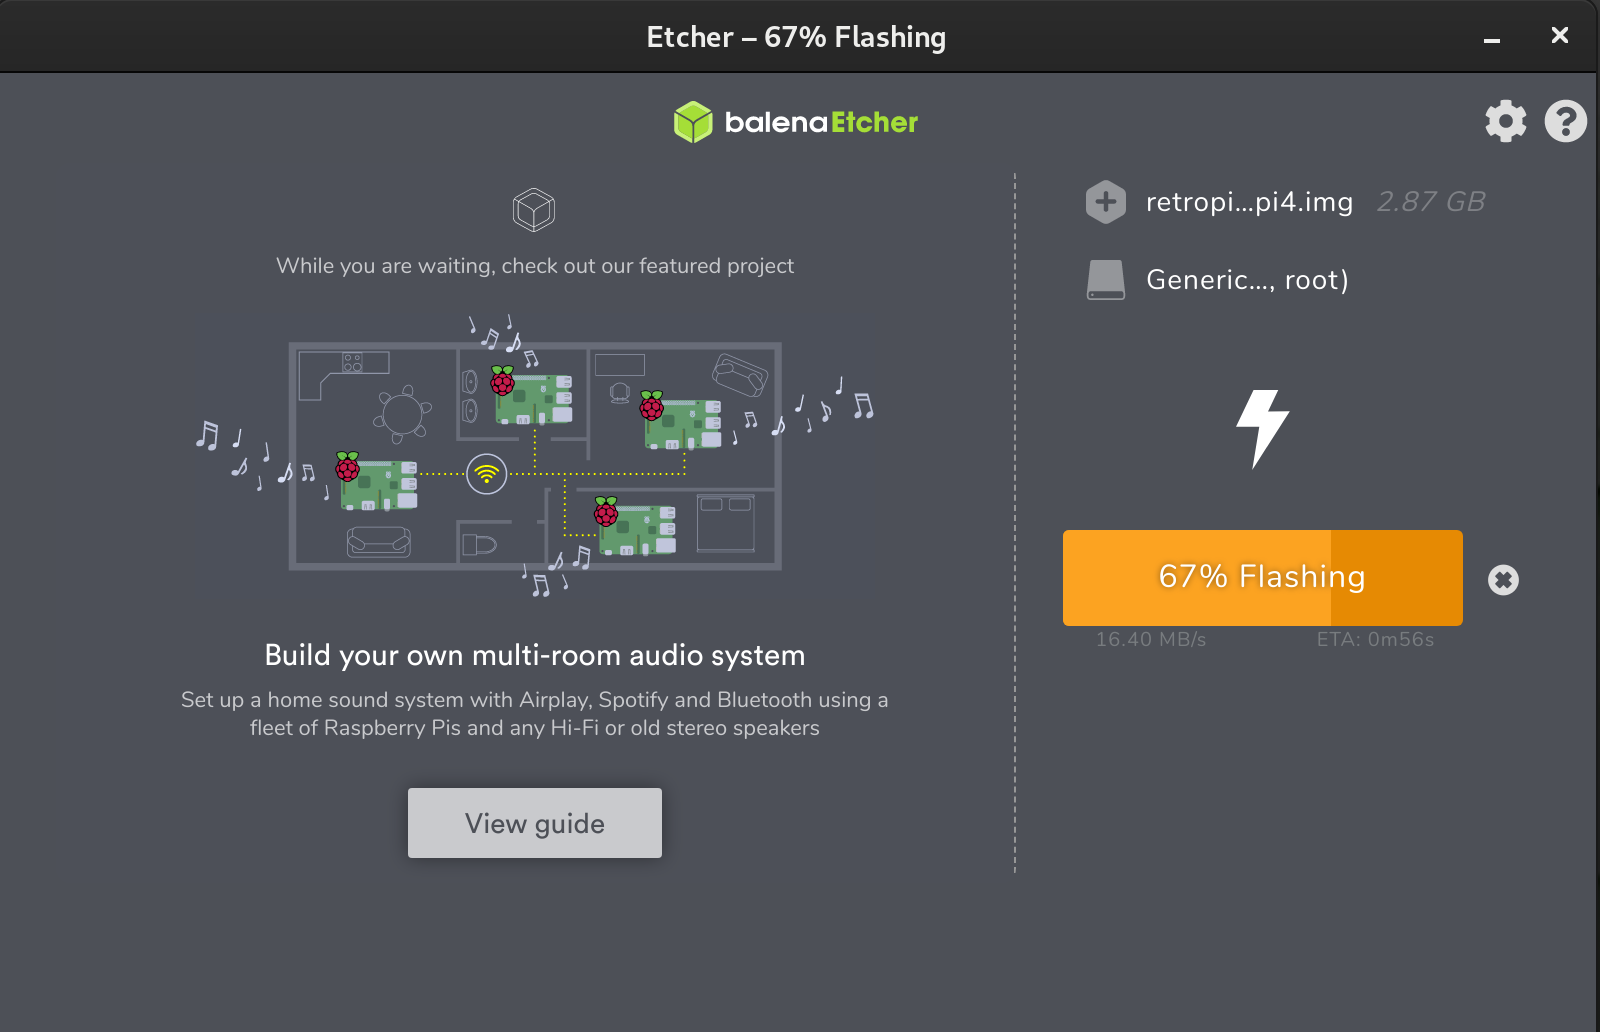 Etcher – 67% Flashing
balenaEtcher
While you are waiting, check out our featured project
Build your own multi-room audio system
Set up a home sound system with Airplay, Spotify and Bluetooth using a
fleet of Raspberry Pis and any Hi-Fi or old stereo speakers
View guide
retropi...pi4.img 2.87 GB
Generic..., root)
67% Flashing
16.40 MB/s ETA: 0m56s